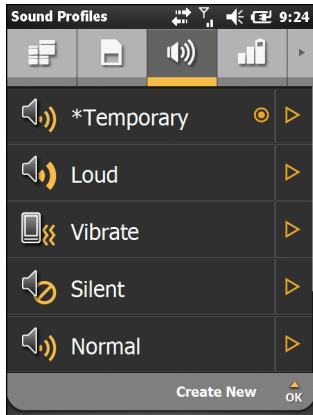 Sound Profiles 9:24
*Temporary
Loud
Vibrate
Silent
Normal
Create New OK